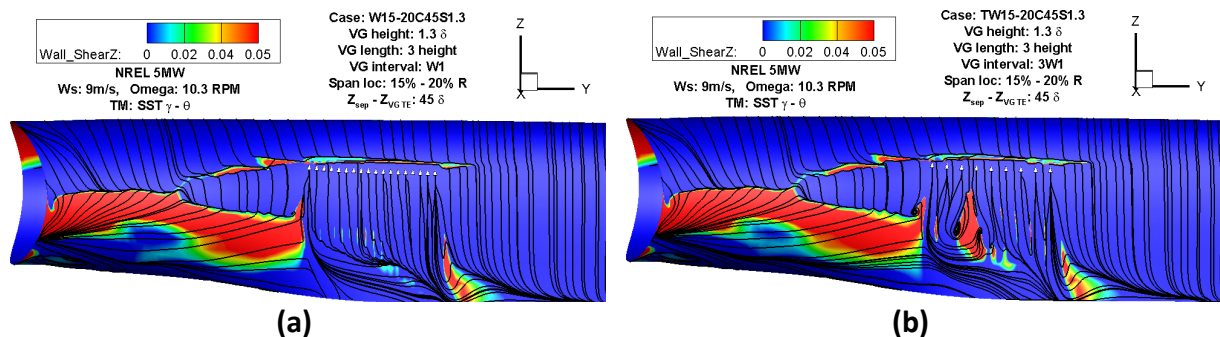 Wall_ShearZ: 0 0.02 0.04 0.05
NREL 5MW
Ws: 9m/s, Omega: 10.3 RPM
TM: SST γ - θ
Case: W15-20C45S1.3
VG height: 1.3 δ
VG length: 3 height
VG interval: W1
Span loc: 15% - 20% R
Z_sep - Z_VG TE: 45 δ
Z
X
Y
(a)
Wall_ShearZ: 0 0.02 0.04 0.05
NREL 5MW
Ws: 9m/s, Omega: 10.3 RPM
TM: SST γ - θ
Case: TW15-20C45S1.3
VG height: 1.3 δ
VG length: 3 height
VG interval: 3W1
Span loc: 15% - 20% R
Z_sep - Z_VG TE: 45 δ
Z
X
Y
(b)